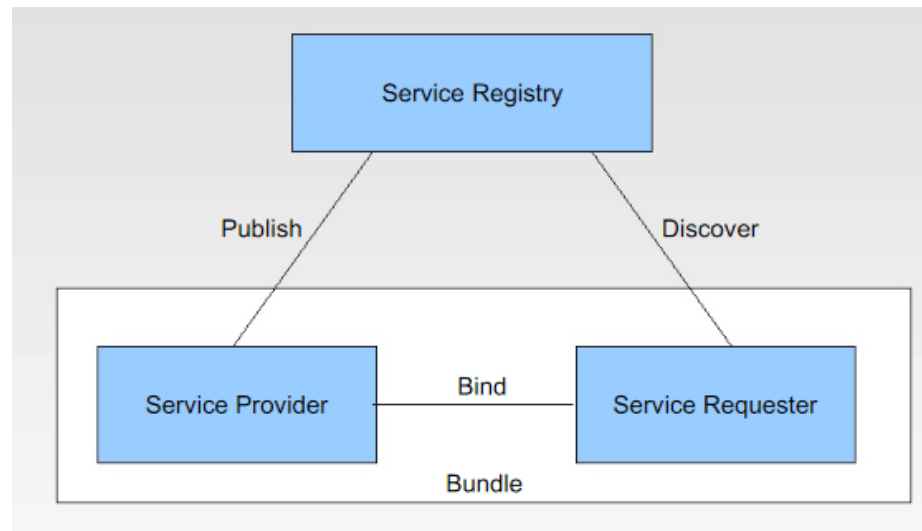 Service Registry
Publish
Discover
Service Provider
Bind
Service Requester
Bundle